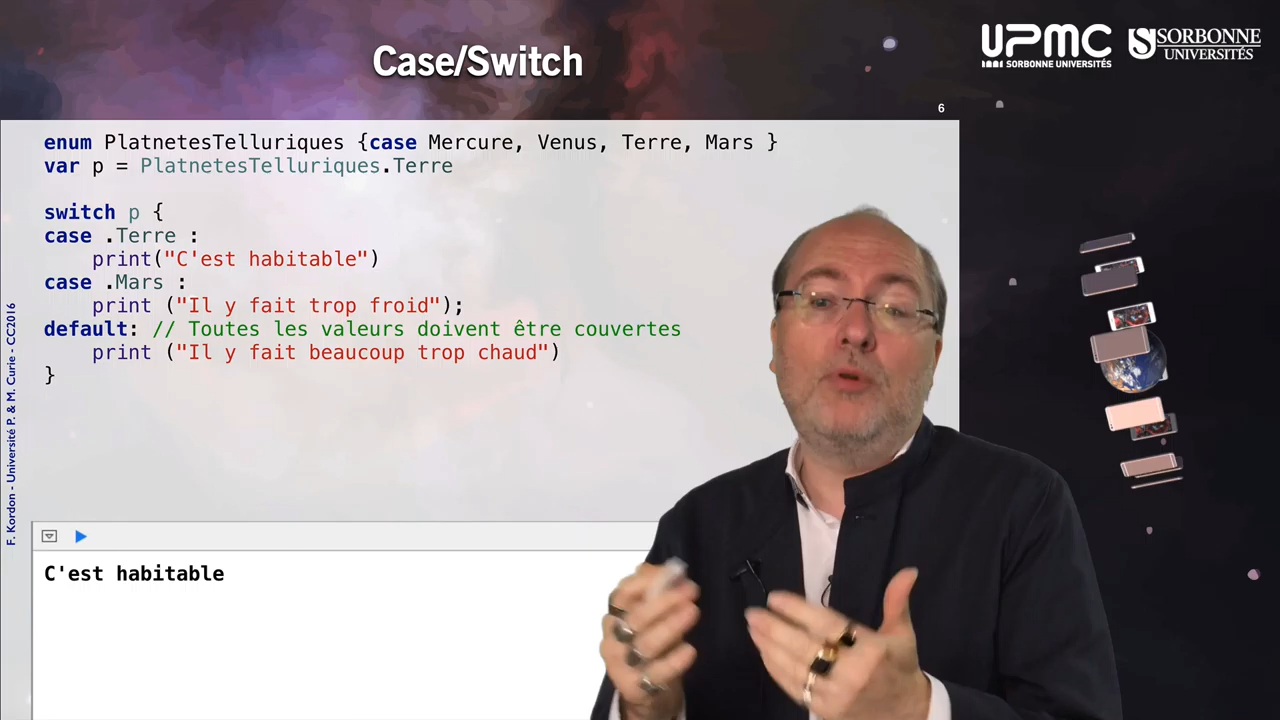 Case/Switch
UPMC
SORBONNE UNIVERSITÉS
SORBONNE
UNIVERSITÉS
6
enum PlatnetesTelluriques {case Mercure, Venus, Terre, Mars }
var p = PlatnetesTelluriques.Terre
switch p {
case .Terre :
print("C'est habitable")
case .Mars :
print ("Il y fait trop froid");
default: // Toutes les valeurs doivent être couvertes
print ("Il y fait beaucoup trop chaud")
}
F. Kordon - Université P. & M. Curie - CC2016
C'est habitable